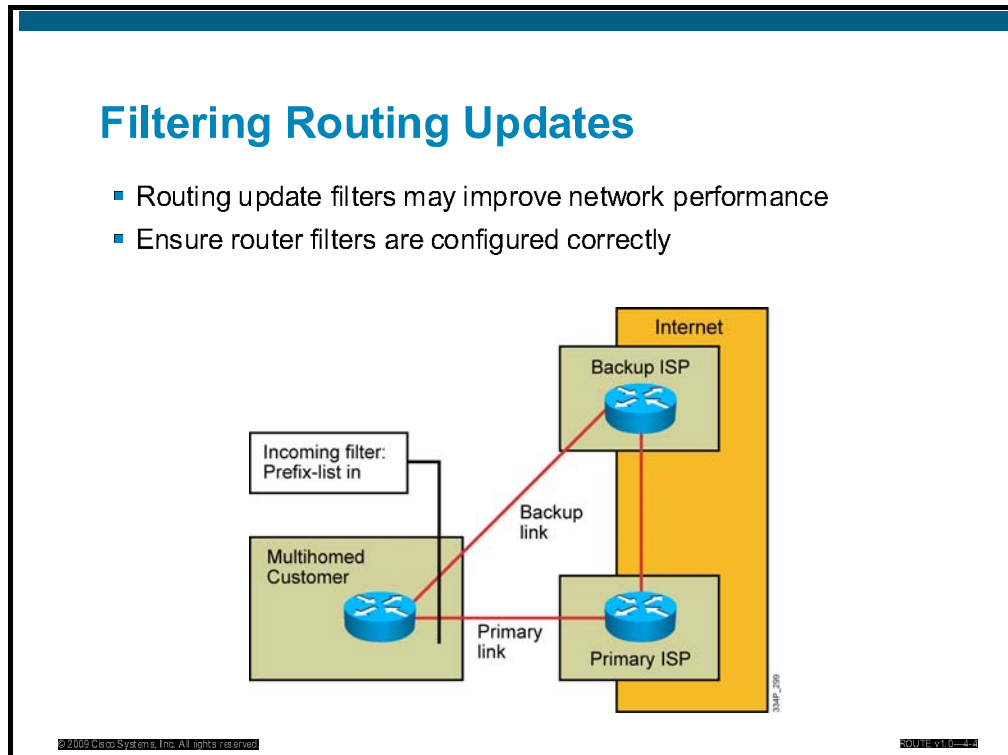 Filtering Routing Updates
Routing update filters may improve network performance
Ensure router filters are configured correctly
Internet
Backup ISP
Incoming filter:
Prefix-list in
Backup
link
Multihomed
Customer
Primary
link
Primary ISP
334P_299
© 2009 Cisco Systems, Inc. All rights reserved.
ROUTE v1.0—4-4